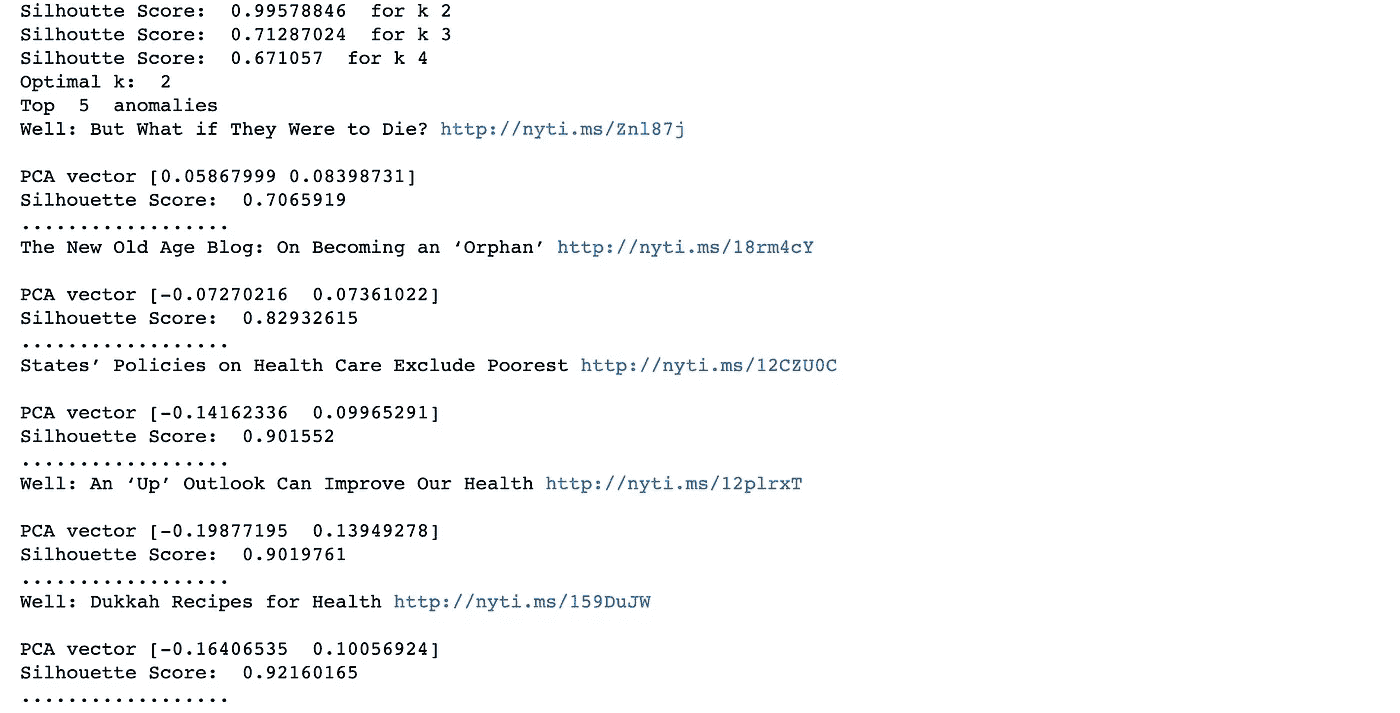 Silhoutte Score:  0.99578846  for k 2
Silhoutte Score:  0.71287024  for k 3
Silhoutte Score:  0.671057  for k 4
Optimal k:  2
Top  5  anomalies
Well: But What if They Were to Die? http://nyti.ms/Znl87j
PCA vector [0.05867999 0.08398731]
Silhouette Score:  0.7065919
..................
The New Old Age Blog: On Becoming an ‘Orphan’ http://nyti.ms/18rm4cY
PCA vector [-0.07270216  0.07361022]
Silhouette Score:  0.82932615
..................
States’ Policies on Health Care Exclude Poorest http://nyti.ms/12CZU0C
PCA vector [-0.14162336  0.09965291]
Silhouette Score:  0.901552
..................
Well: An ‘Up’ Outlook Can Improve Our Health http://nyti.ms/12plrxT
PCA vector [-0.19877195  0.13949278]
Silhouette Score:  0.9019761
..................
Well: Dukkah Recipes for Health http://nyti.ms/159DuJW
PCA vector [-0.16406535  0.10056924]
Silhouette Score:  0.92160165
..................